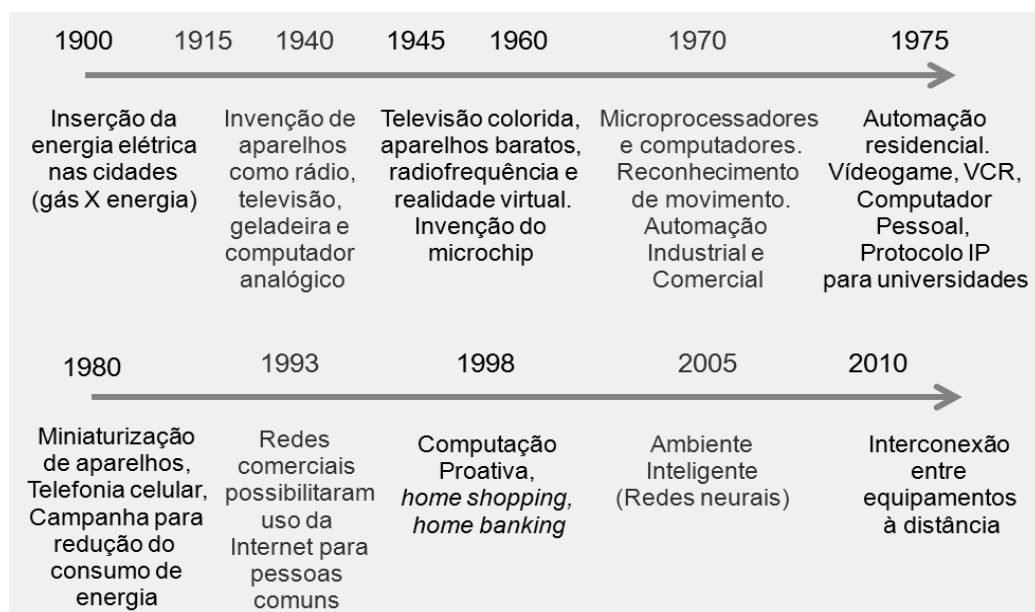 1900 1915 1940 1945 1960 1970 1975
Inserção da
energia elétrica
nas cidades
(gás X energia)
Invenção de
aparelhos
como rádio,
televisão,
geladeira e
computador
analógico
Televisão colorida,
aparelhos baratos,
radiofrequência e
realidade virtual.
Invenção do
microchip
Microprocessadores
e computadores.
Reconhecimento
de movimento.
Automação
Industrial e
Comercial
Automação
residencial.
Vídeogame, VCR,
Computador
Pessoal,
Protocolo IP
para universidades
1980 1993 1998 2005 2010
Miniaturização
de aparelhos,
Telefonia celular,
Campanha para
redução do
consumo de
energia
Redes
comerciais
possibilitaram
uso da
Internet para
pessoas
comuns
Computação
Proativa,
home shopping,
home banking
Ambiente
Inteligente
(Redes neurais)
Interconexão
entre
equipamentos
à distância